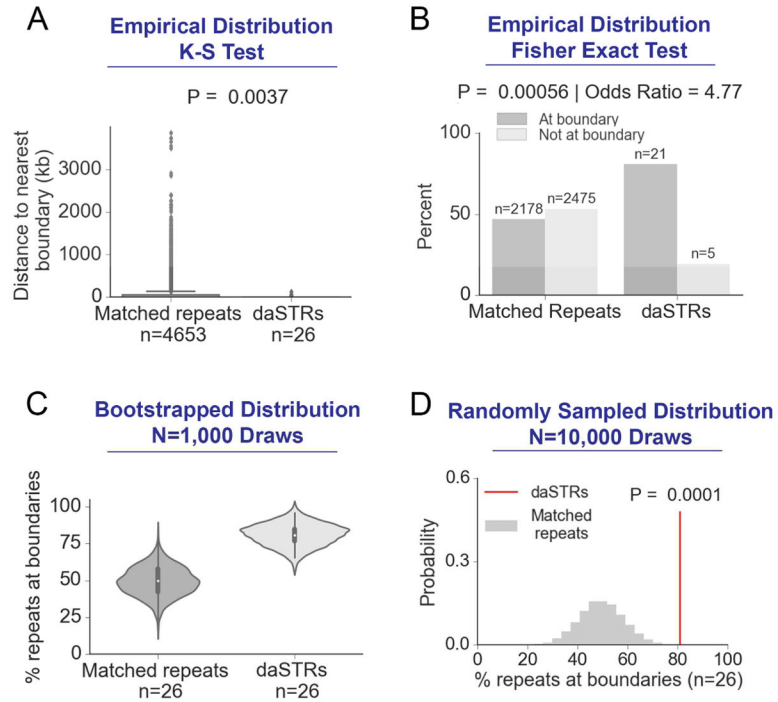 A
Empirical Distribution
K-S Test
P = 0.0037
Distance to nearest
boundary (kb)
3000
2000
1000
0
Matched repeats
n=4653
daSTRs
n=26
B
Empirical Distribution
Fisher Exact Test
P = 0.00056 | Odds Ratio = 4.77
At boundary
Not at boundary
Percent
100
50
0
n=2178
n=2475
n=21
n=5
Matched Repeats
daSTRs
C
Bootstrapped Distribution
N=1,000 Draws
% repeats at boundaries
100
75
50
25
0
Matched repeats
n=26
daSTRs
n=26
D
Randomly Sampled Distribution
N=10,000 Draws
Probability
0.6
0.3
0.0
daSTRs
Matched
repeats
P = 0.0001
0 20 40 60 80 100
% repeats at boundaries (n=26)